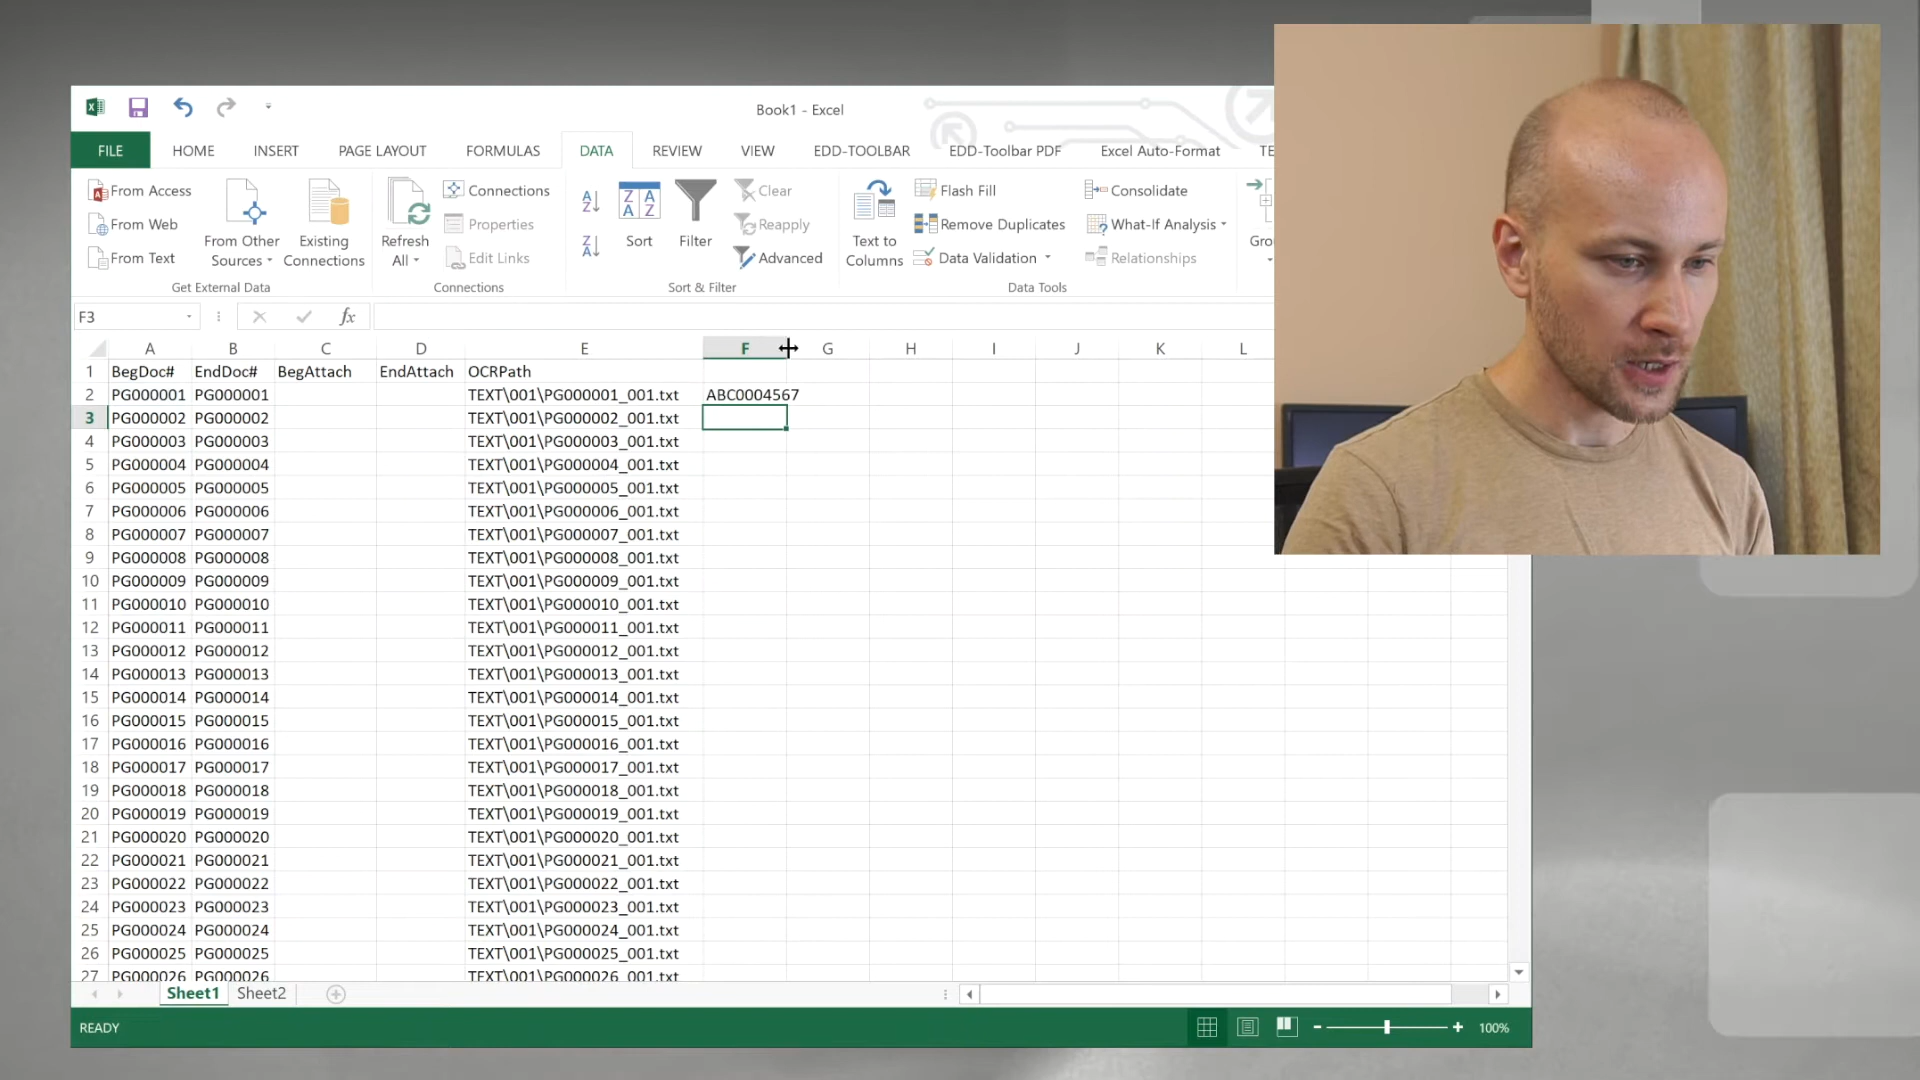 Book1 - Excel
FILE HOME INSERT PAGE LAYOUT FORMULAS DATA REVIEW VIEW EDD-TOOLBAR EDD-Toolbar PDF Excel Auto-Format TE
From Access
From Web
From Text
From Other Sources
Existing Connections
Get External Data
Refresh All
Connections
Properties
Edit Links
Connections
Sort
Filter
Clear
Reapply
Advanced
Sort & Filter
Text to Columns
Flash Fill
Remove Duplicates
Data Validation
Consolidate
What-If Analysis
Relationships
Data Tools
Gro
F3 fx
A B C D E F G H I J K L
1 BegDoc# EndDoc# BegAttach EndAttach OCRPath
2 PG000001 PG000001 TEXT\001\PG000001_001.txt ABC0004567
3 PG000002 PG000002 TEXT\001\PG000002_001.txt
4 PG000003 PG000003 TEXT\001\PG000003_001.txt
5 PG000004 PG000004 TEXT\001\PG000004_001.txt
6 PG000005 PG000005 TEXT\001\PG000005_001.txt
7 PG000006 PG000006 TEXT\001\PG000006_001.txt
8 PG000007 PG000007 TEXT\001\PG000007_001.txt
9 PG000008 PG000008 TEXT\001\PG000008_001.txt
10 PG000009 PG000009 TEXT\001\PG000009_001.txt
11 PG000010 PG000010 TEXT\001\PG000010_001.txt
12 PG000011 PG000011 TEXT\001\PG000011_001.txt
13 PG000012 PG000012 TEXT\001\PG000012_001.txt
14 PG000013 PG000013 TEXT\001\PG000013_001.txt
15 PG000014 PG000014 TEXT\001\PG000014_001.txt
16 PG000015 PG000015 TEXT\001\PG000015_001.txt
17 PG000016 PG000016 TEXT\001\PG000016_001.txt
18 PG000017 PG000017 TEXT\001\PG000017_001.txt
19 PG000018 PG000018 TEXT\001\PG000018_001.txt
20 PG000019 PG000019 TEXT\001\PG000019_001.txt
21 PG000020 PG000020 TEXT\001\PG000020_001.txt
22 PG000021 PG000021 TEXT\001\PG000021_001.txt
23 PG000022 PG000022 TEXT\001\PG000022_001.txt
24 PG000023 PG000023 TEXT\001\PG000023_001.txt
25 PG000024 PG000024 TEXT\001\PG000024_001.txt
26 PG000025 PG000025 TEXT\001\PG000025_001.txt
27 PG000026 PG000026 TEXT\001\PG000026_001.txt
Sheet1 Sheet2
READY 100%